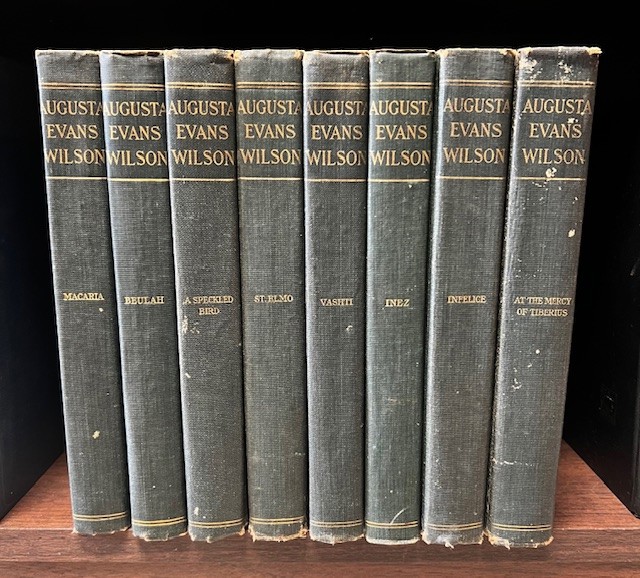 AUGUSTA
EVANS
WILSON
MACARIA
AUGUSTA
EVANS
WILSON
BEULAH
AUGUSTA
EVANS
WILSON
A SPECKLED
BIRD
AUGUSTA
EVANS
WILSON
ST. ELMO
AUGUSTA
EVANS
WILSON
VASHTI
AUGUSTA
EVANS
WILSON
INEZ
AUGUSTA
EVANS
WILSON
INFELICE
AUGUSTA
EVANS
WILSON
AT THE MERCY
OF TIBERIUS